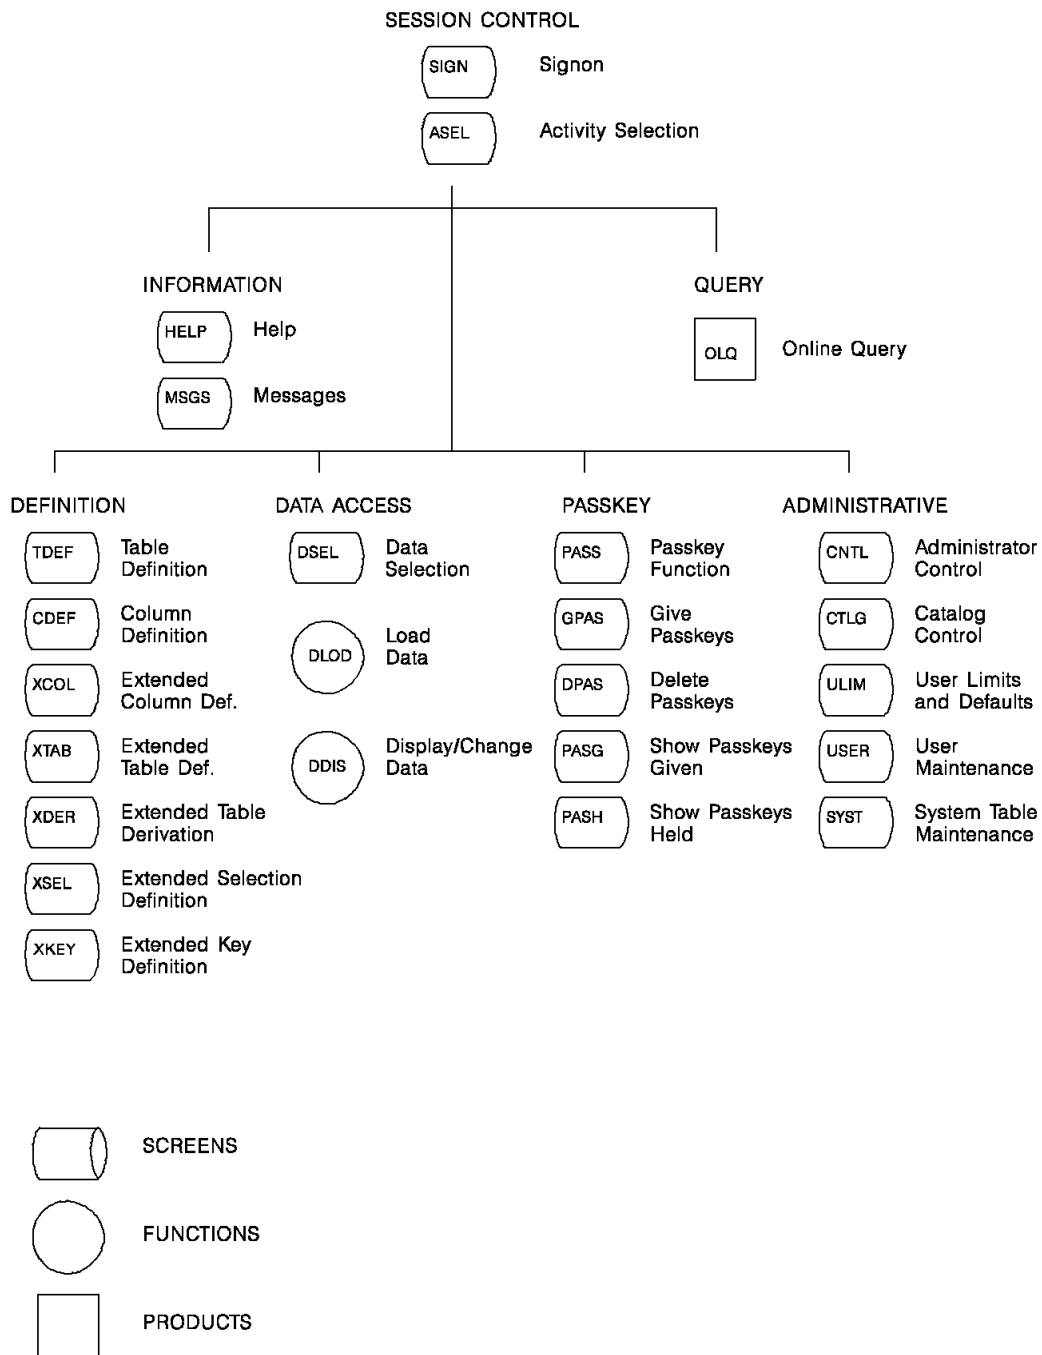 SESSION CONTROL
SIGN Signon
ASEL Activity Selection
INFORMATION
HELP Help
MSGS Messages
QUERY
OLQ Online Query
DEFINITION
TDEF Table
Definition
CDEF Column
Definition
XCOL Extended
Column Def.
XTAB Extended
Table Def.
XDER Extended Table
Derivation
XSEL Extended Selection
Definition
XKEY Extended Key
Definition
DATA ACCESS
DSEL Data
Selection
DLOD Load
Data
DDIS Display/Change
Data
PASSKEY
PASS Passkey
Function
GPAS Give
Passkeys
DPAS Delete
Passkeys
PASG Show Passkeys
Given
PASH Show Passkeys
Held
ADMINISTRATIVE
CNTL Administrator
Control
CTLG Catalog
Control
ULIM User Limits
and Defaults
USER User
Maintenance
SYST System Table
Maintenance
SCREENS
FUNCTIONS
PRODUCTS